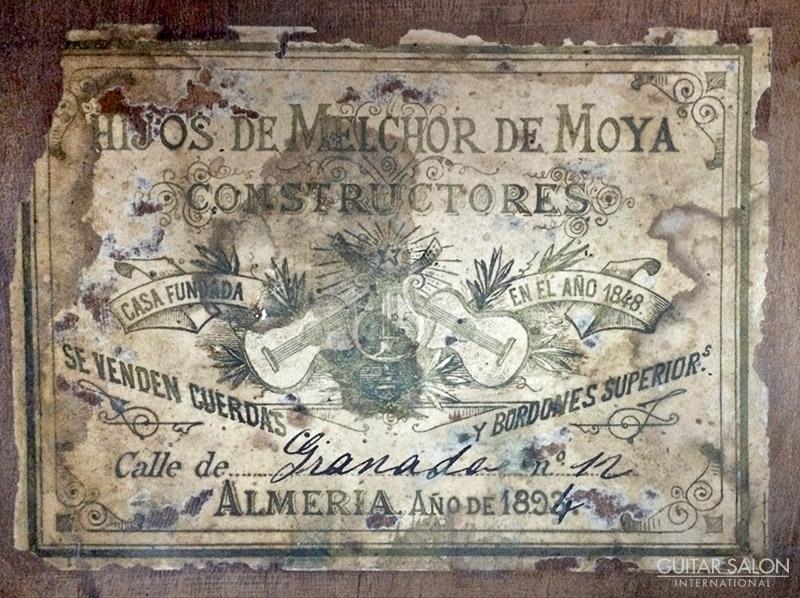 HIJOS DE MELCHOR DE MOYA
CONSTRUCTORES
CASA FUNDADA
EN EL AÑO 1848.
SE VENDEN CUERDAS
Y BORDONES SUPERIORs.
Calle de Granada nº 12
ALMERIA. AÑO DE 1894
GUITAR SALON
INTERNATIONAL